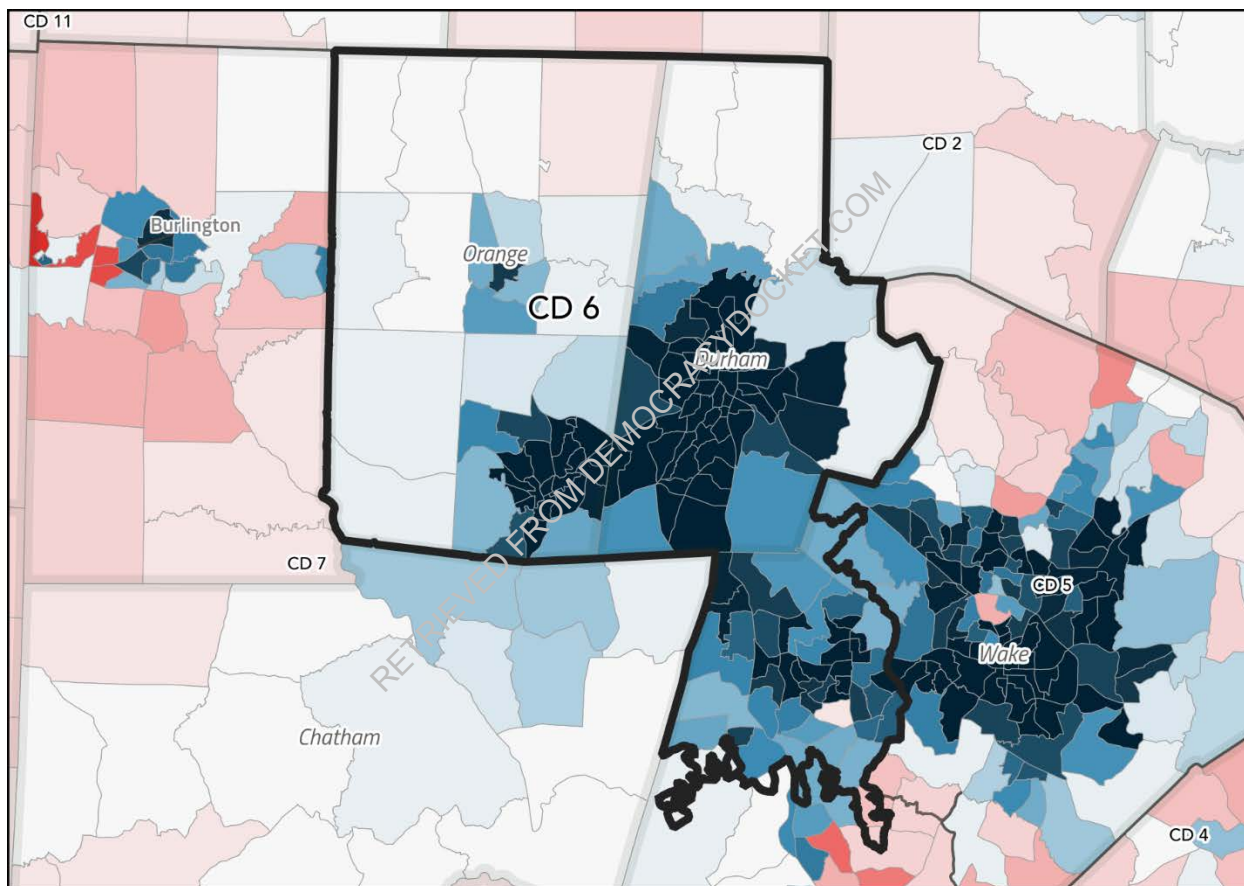 CD 11
CD 2
Burlington
Orange
CD 6
Durham
CD 7
CD 5
Wake
Chatham
CD 4
RETRIEVED FROM DEMOCRACYDOCKET.COM